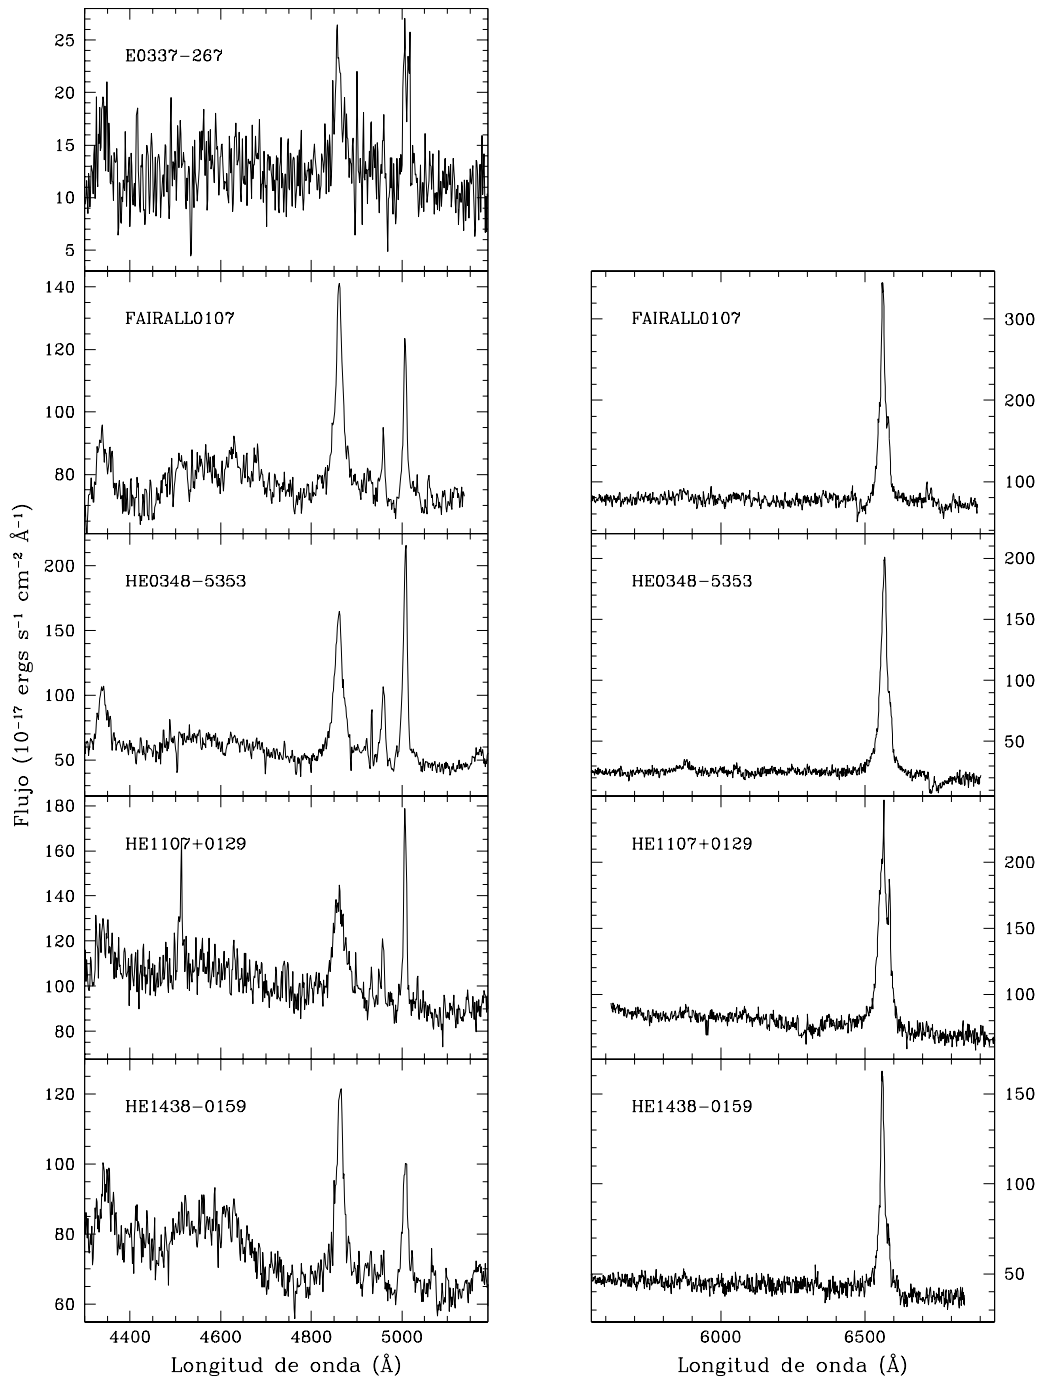 E0337−267
25
20
15
10
5
FAIRALL0107
140
120
100
80
FAIRALL0107
300
200
100
HE0348−5353
200
150
100
50
HE0348−5353
200
150
100
50
Flujo (10⁻¹⁷ ergs s⁻¹ cm⁻² Å⁻¹)
HE1107+0129
180
160
140
120
100
80
HE1107+0129
200
150
100
HE1438−0159
120
100
80
60
HE1438−0159
150
100
50
4400 4600 4800 5000
6000 6500
Longitud de onda (Å)
Longitud de onda (Å)